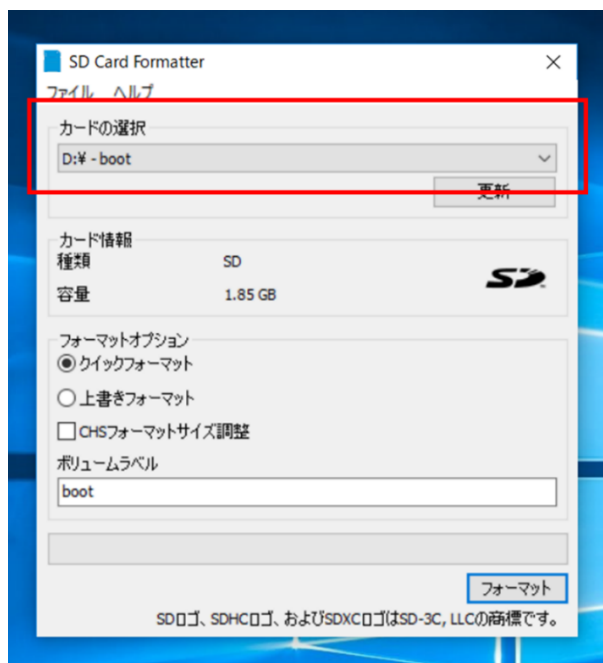 SD Card Formatter
ファイル ヘルプ
カードの選択
D:¥ - boot
更新
カード情報
種類 SD
容量 1.85 GB
SD
フォーマットオプション
クイックフォーマット
上書きフォーマット
CHSフォーマットサイズ調整
ボリュームラベル
boot
フォーマット
SDロゴ、SDHCロゴ、およびSDXCロゴはSD-3C, LLCの商標です。